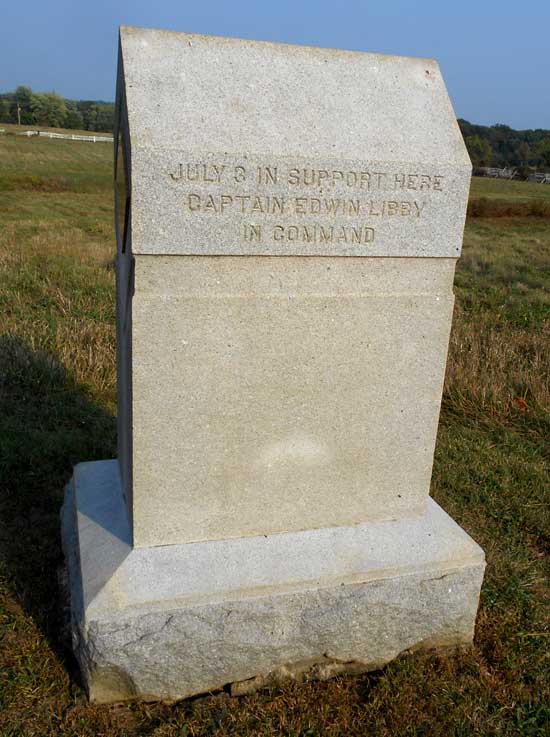 JULY 3 IN SUPPORT HERE
CAPTAIN EDWIN LIBBY
IN COMMAND